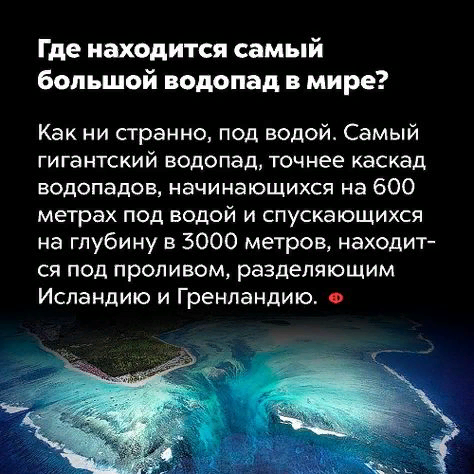 Где находится самый
большой водопад в мире?
Как ни странно, под водой. Самый
гигантский водопад, точнее каскад
водопадов, начинающихся на 600
метрах под водой и спускающихся
на глубину в 3000 метров, находит-
ся под проливом, разделяющим
Исландию и Гренландию.